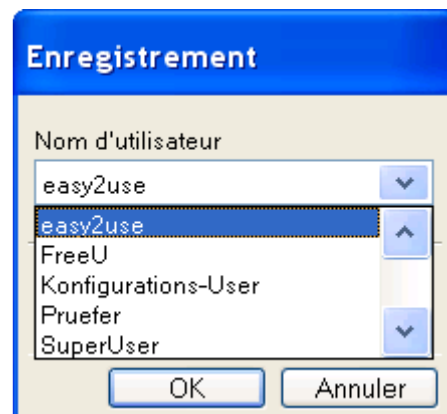 Enregistrement
Nom d'utilisateur
easy2use
easy2use
FreeU
Konfigurations-User
Pruefer
SuperUser
OK Annuler